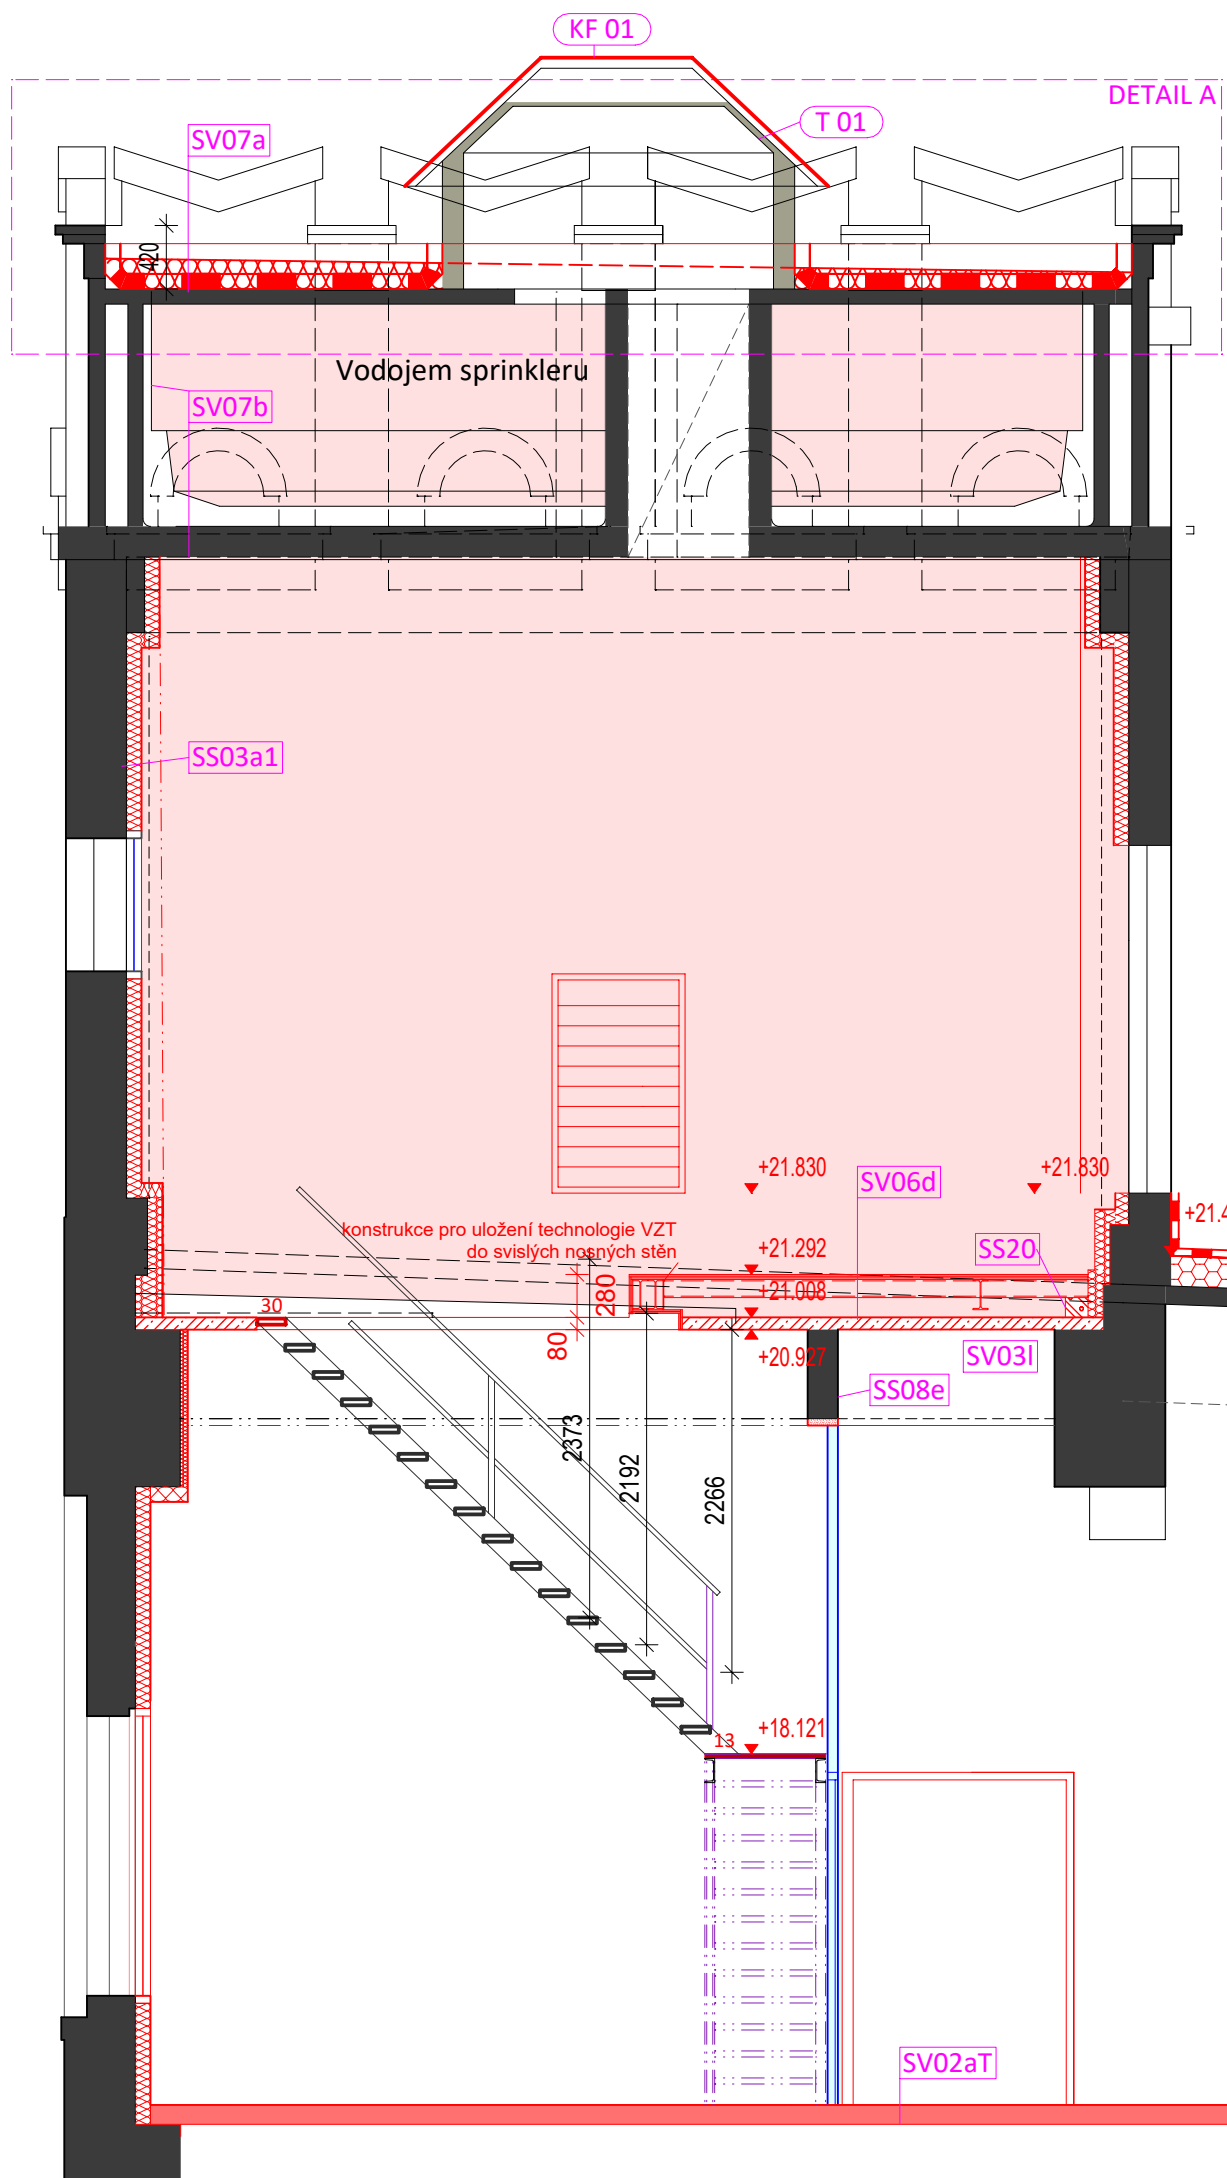 KF 01
DETAIL A
T 01
SV07a
420
Vodojem sprinkleru
SV07b
SS03a1
+21.830
+21.830
SV06d
+21.4
konstrukce pro uložení technologie VZT
do svislých nosných stěn
+21.292
SS20
280
+21.008
30
80
+20.927
SV03l
SS08e
2373
2192
2266
13
+18.121
SV02aT